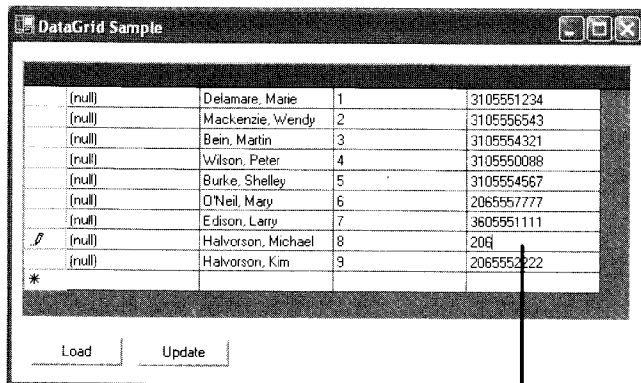 DataGrid Sample
(null) Delamare, Marie 1 3105551234
(null) Mackenzie, Wendy 2 3105556543
(null) Bein, Martin 3 3105554321
(null) Wilson, Peter 4 3105550088
(null) Burke, Shelley 5 3105554567
(null) O'Neil, Mary 6 2065557777
(null) Edison, Larry 7 3605551111
(null) Halvorson, Michael 8 206
(null) Halvorson, Kim 9 2065552222
*
Load Update